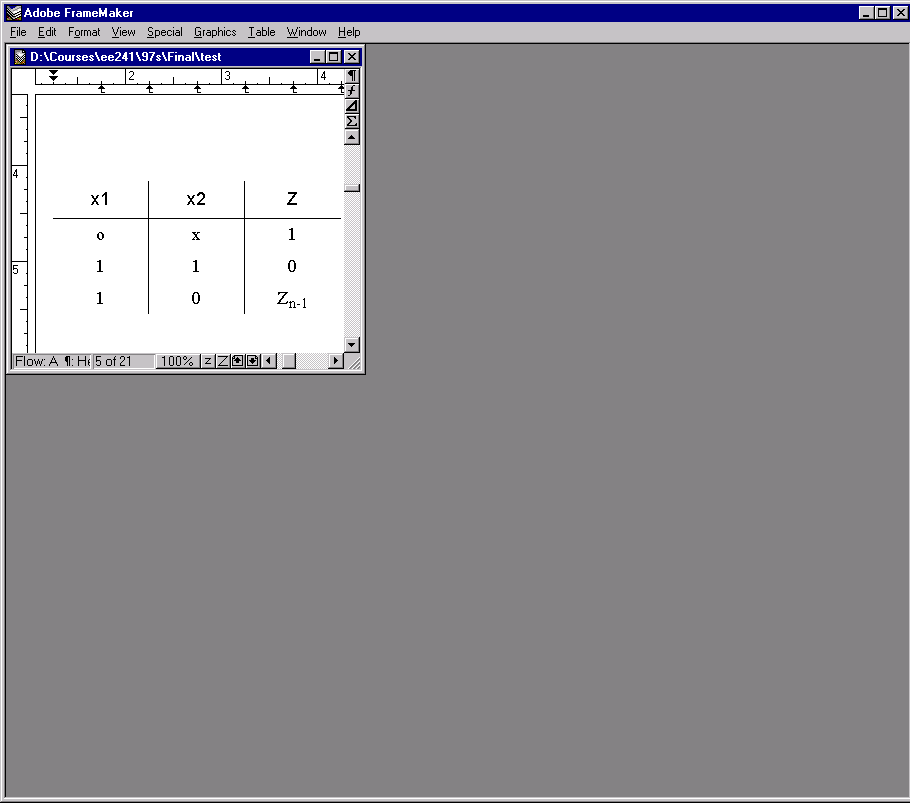 Adobe FrameMaker
File Edit Format View Special Graphics Table Window Help
D:\Courses\ee241\97s\Final\test
2 3 4
¶
f
Σ
4
x1 x2 Z
o x 1
1 1 0
5
1 0 Zn-1
Flow: A ¶: He 5 of 21 100% z Z